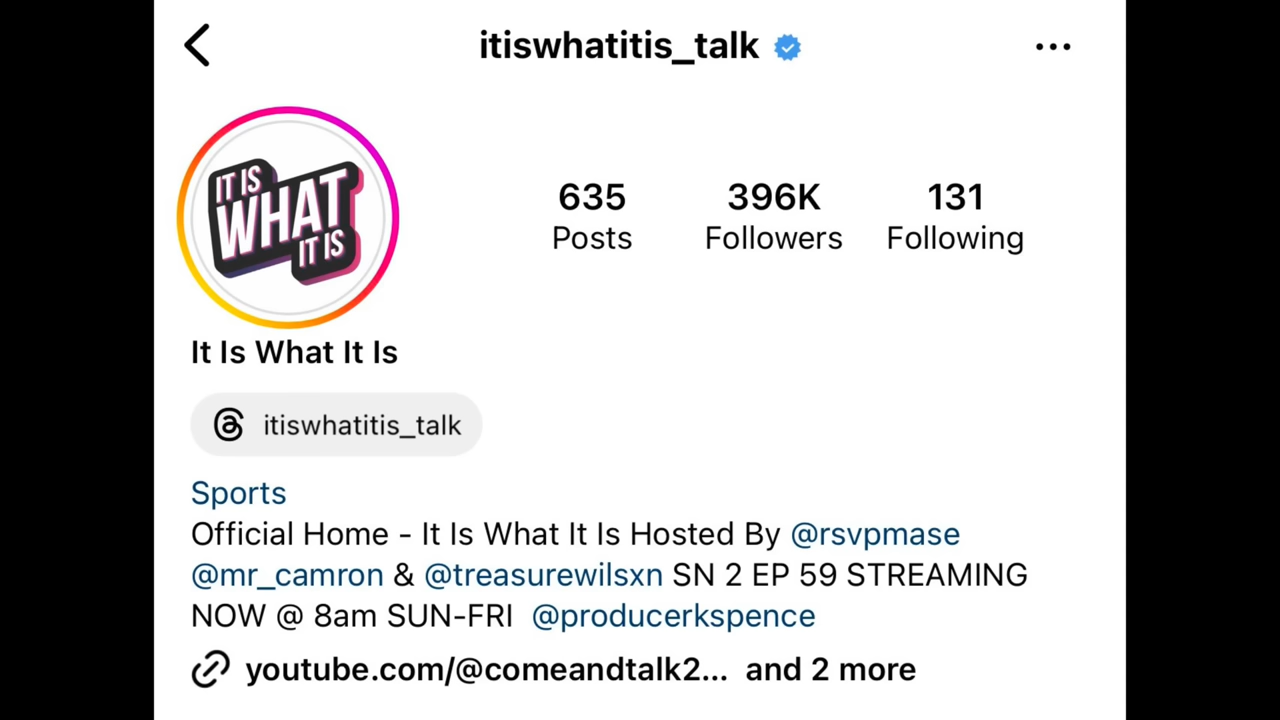 itiswhatitis_talk
IT IS
WHAT
IT IS
635 396K 131
Posts Followers Following
It Is What It Is
itiswhatitis_talk
Sports
Official Home - It Is What It Is Hosted By @rsvpmase
@mr_camron & @treasurewilsxn SN 2 EP 59 STREAMING
NOW @ 8am SUN-FRI @producerkspence
youtube.com/@comeandtalk2... and 2 more